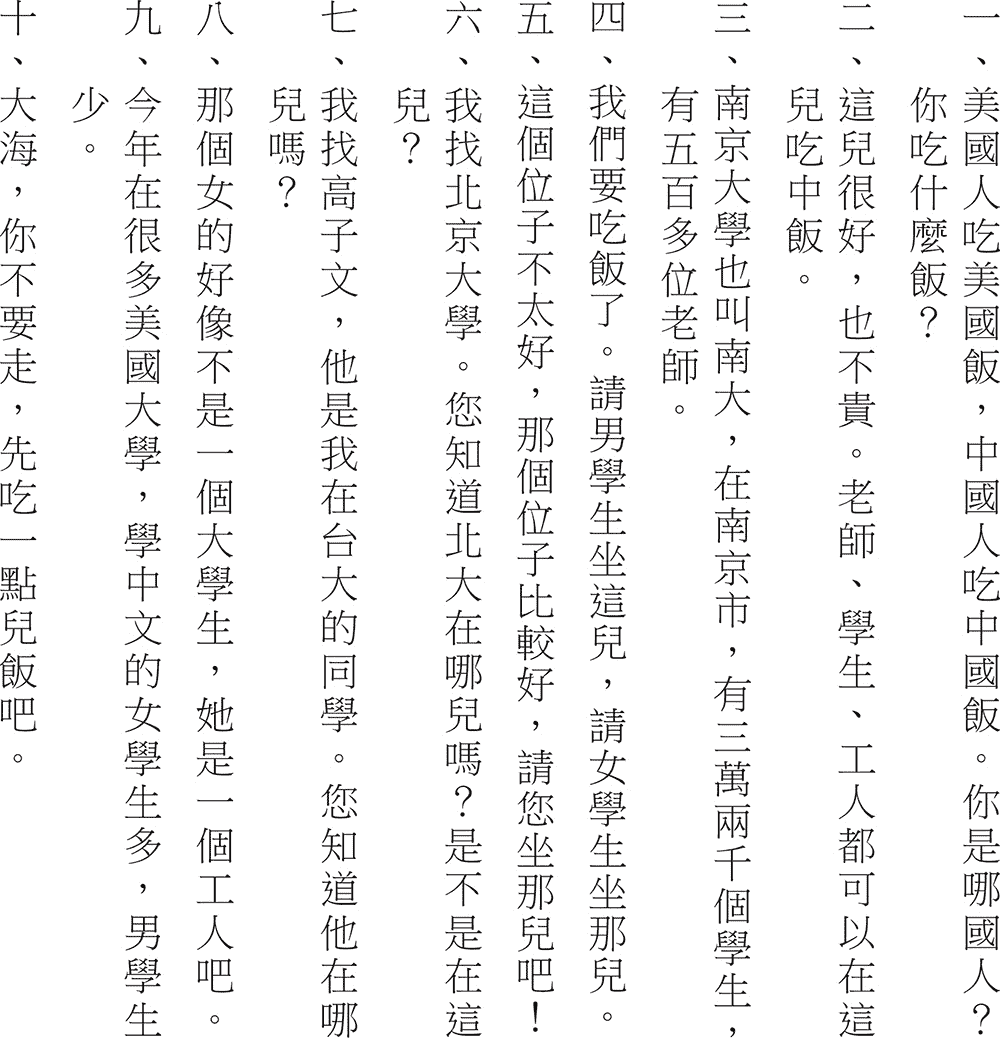 一、美國人吃美國飯，中國人吃中國飯。你是哪國人？
你吃什麼飯？
二、這兒很好，也不貴。老師、學生、工人都可以在這
兒吃中飯。
三、南京大學也叫南大，在南京市，有三萬兩千個學生，
有五百多位老師。
四、我們要吃飯了。請男學生坐這兒，請女學生坐那兒。
五、這個位子不太好，那個位子比較好，請您坐那兒吧！
六、我找北京大學。您知道北大在哪兒嗎？是不是在這
兒？
七、我找高子文，他是我在台大的同學。您知道他在哪
兒嗎？
八、那個女的好像不是一個大學生，她是一個工人吧。
九、今年在很多美國大學，學中文的女學生多，男學生
少。
十、大海，你不要走，先吃一點兒飯吧。